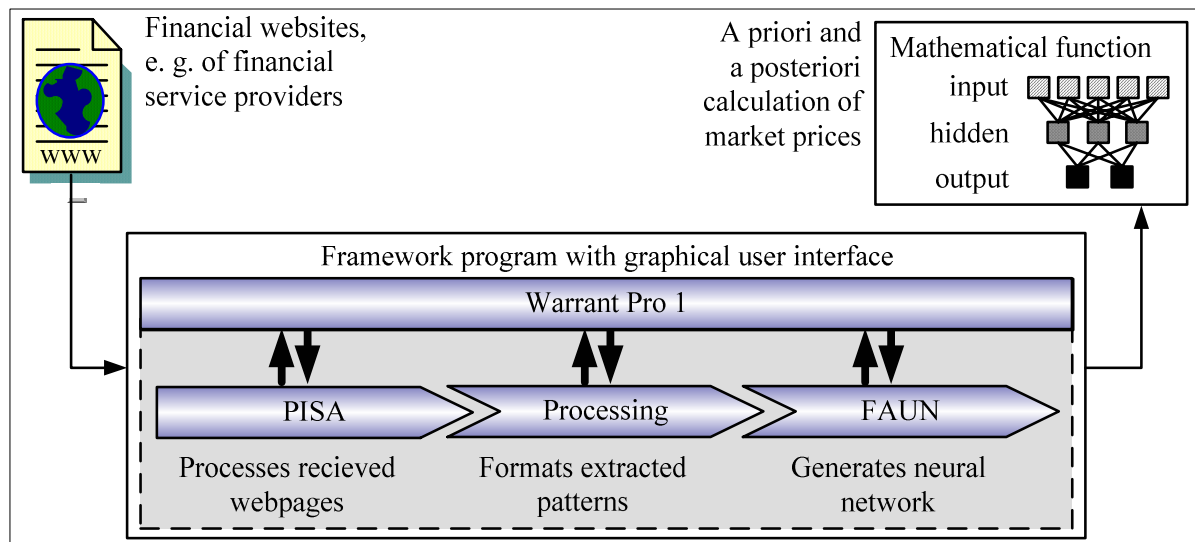 Financial websites,
e. g. of financial
service providers
www
A priori and
a posteriori
calculation of
market prices
Mathematical function
input
hidden
output
Framework program with graphical user interface
Warrant Pro 1
PISA
Processing
FAUN
Processes recieved
webpages
Formats extracted
patterns
Generates neural
network